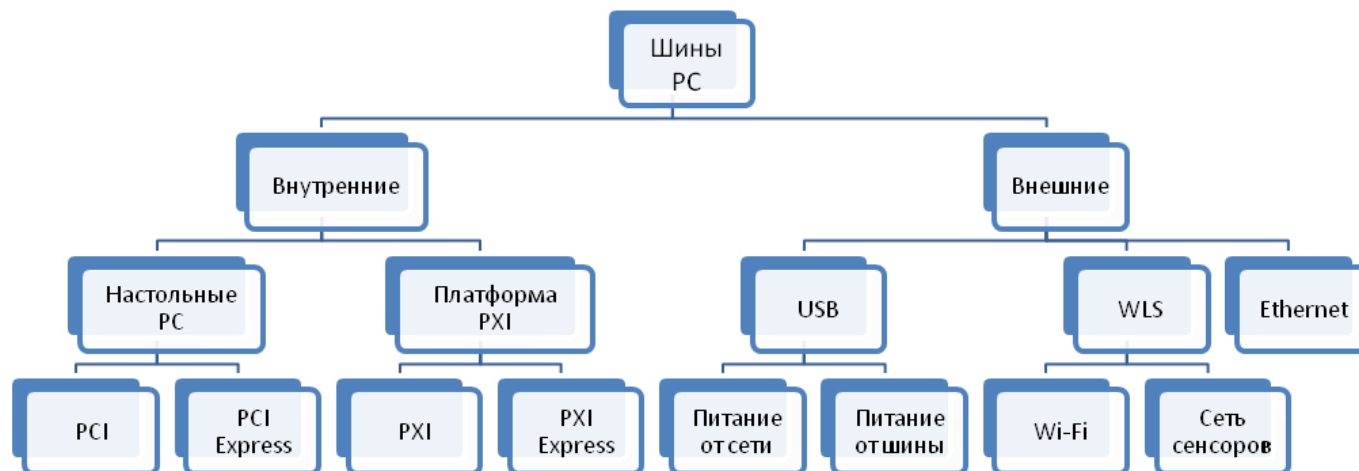 Шины
PC
Внутренние
Внешние
Настольные
PC
Платформа
PXI
USB
WLS
Ethernet
PCI
PCI
Express
PXI
PXI
Express
Питание
от сети
Питание
от шины
Wi-Fi
Сеть
сенсоров